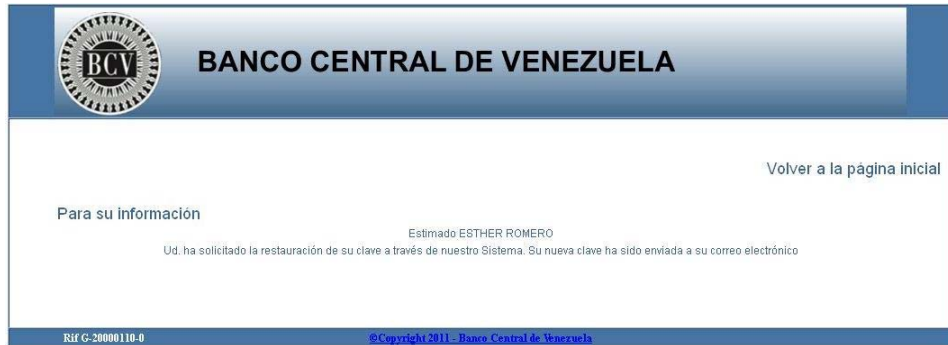 BCV
BANCO CENTRAL DE VENEZUELA
Volver a la página inicial
Para su información
Estimado ESTHER ROMERO
Ud. ha solicitado la restauración de su clave a través de nuestro Sistema. Su nueva clave ha sido enviada a su correo electrónico
Rif G-20000110-0 ©Copyright 2011 - Banco Central de Venezuela